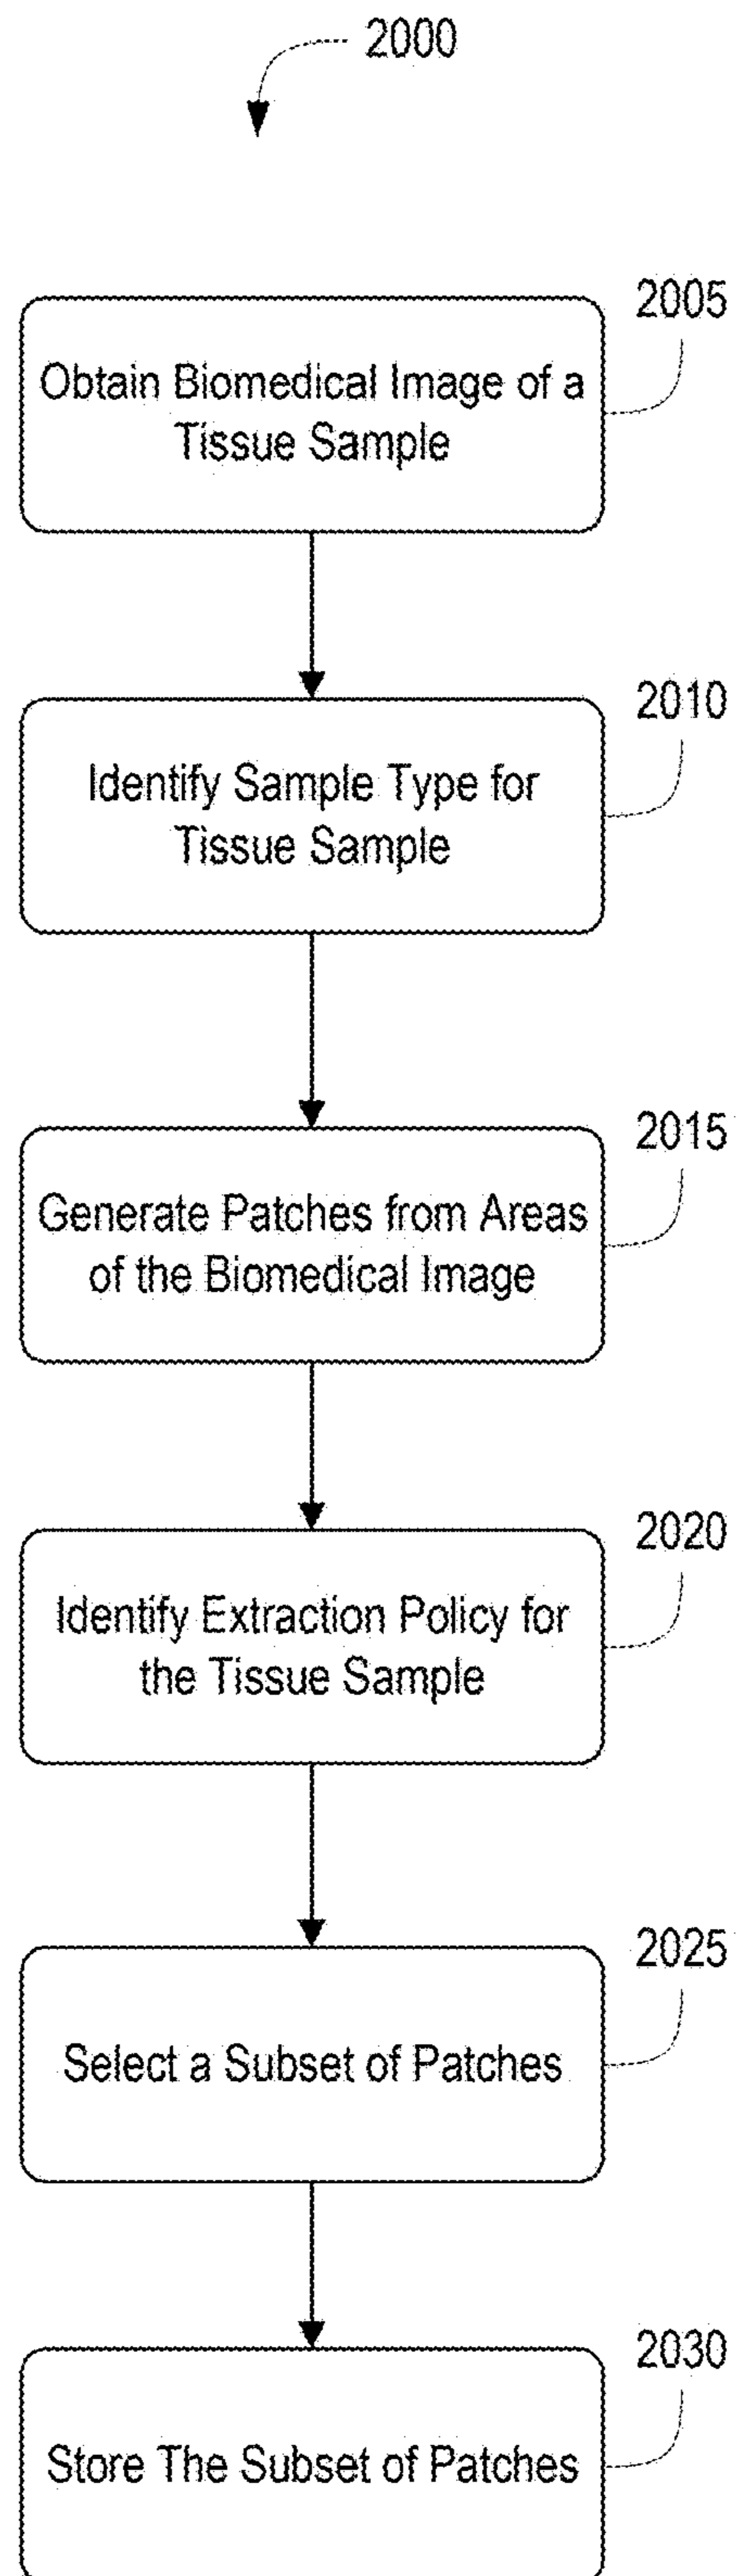 2000
2005
Obtain Biomedical Image of a
Tissue Sample
2010
Identify Sample Type for
Tissue Sample
2015
Generate Patches from Areas
of the Biomedical Image
2020
Identify Extraction Policy for
the Tissue Sample
2025
Select a Subset of Patches
2030
Store The Subset of Patches